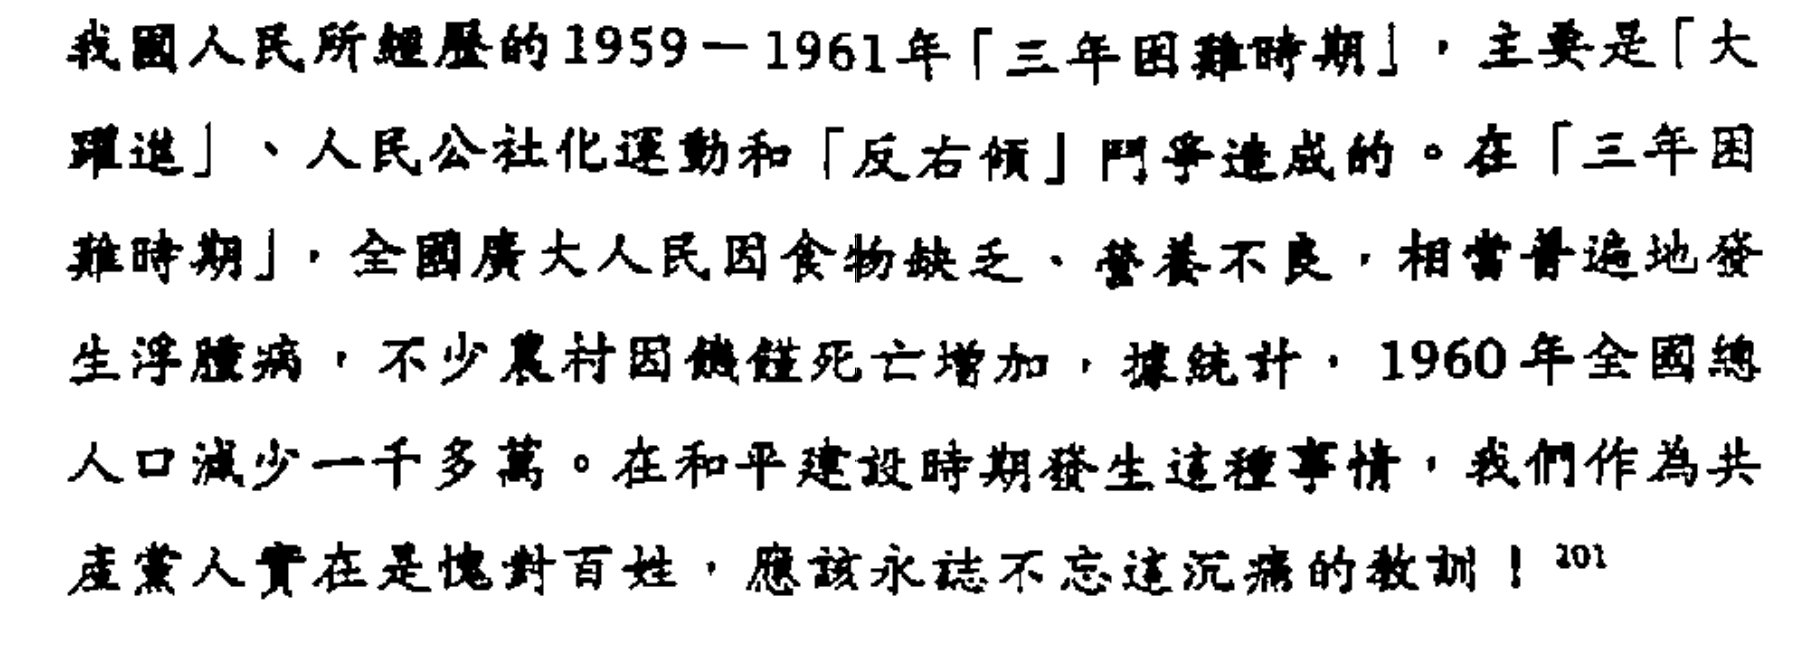 我國人民所經歷的1959－1961年「三年困難時期」，主要是「大
躍進」、人民公社化運動和「反右傾」鬥爭造成的。在「三年困
難時期」，全國廣大人民因食物缺乏、營養不良，相當普遍地發
生浮腫病，不少農村因饑饉死亡增加，據統計，1960年全國總
人口減少一千多萬。在和平建設時期發生這種事情，我們作為共
產黨人實在是愧對百姓，應該永誌不忘這沉痛的教訓！201